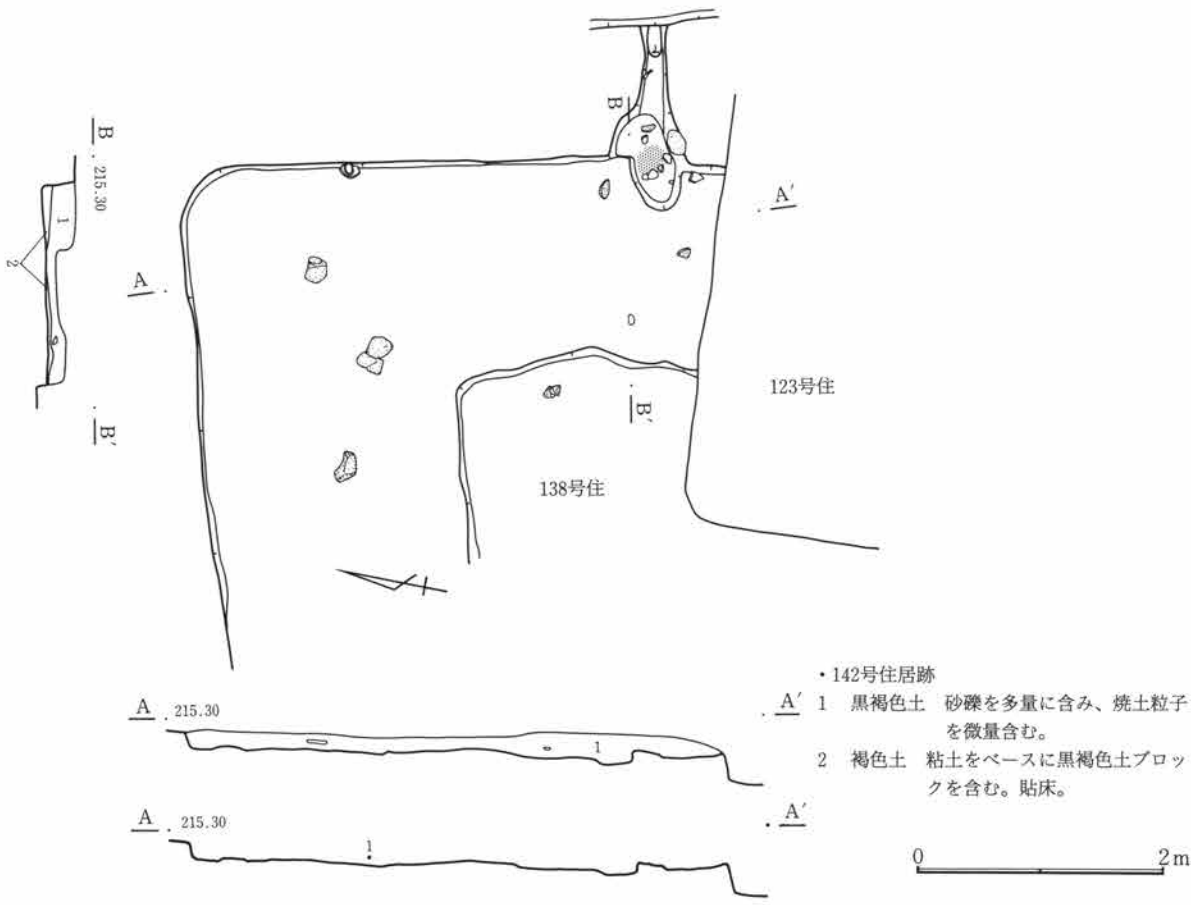 B
A′
B
215.30
1
2
A
123号住
B′
B′
138号住
・142号住居跡
1 黒褐色土 砂礫を多量に含み、焼土粒子
を微量含む。
2 褐色土 粘土をベースに黒褐色土ブロッ
クを含む。貼床。
A 215.30 A′
1
A 215.30 A′
1
0 2m